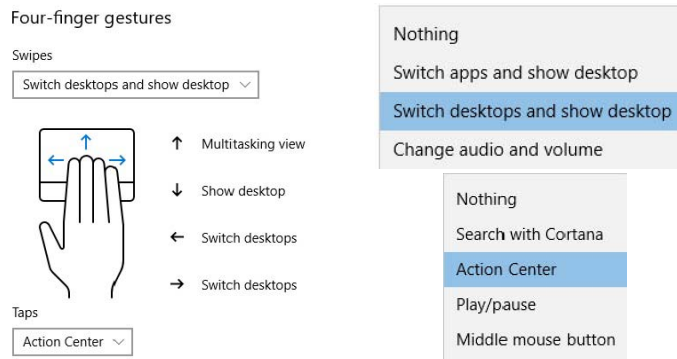 Four-finger gestures
Swipes
Switch desktops and show desktop
↑ Multitasking view
↓ Show desktop
← Switch desktops
→ Switch desktops
Taps
Action Center
Nothing
Switch apps and show desktop
Switch desktops and show desktop
Change audio and volume
Nothing
Search with Cortana
Action Center
Play/pause
Middle mouse button